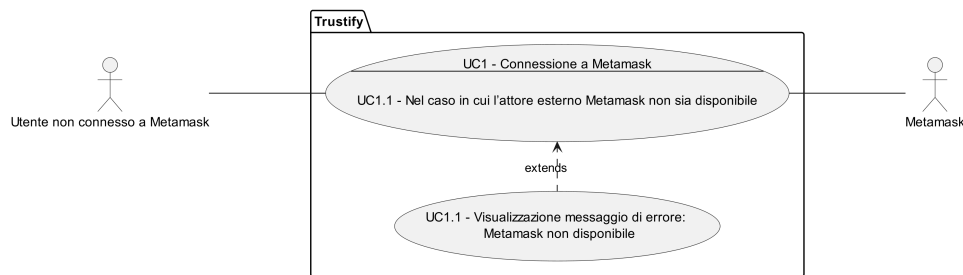 Trustify
UC1 - Connessione a Metamask
UC1.1 - Nel caso in cui l'attore esterno Metamask non sia disponibile
Utente non connesso a Metamask
Metamask
extends
UC1.1 - Visualizzazione messaggio di errore:
Metamask non disponibile